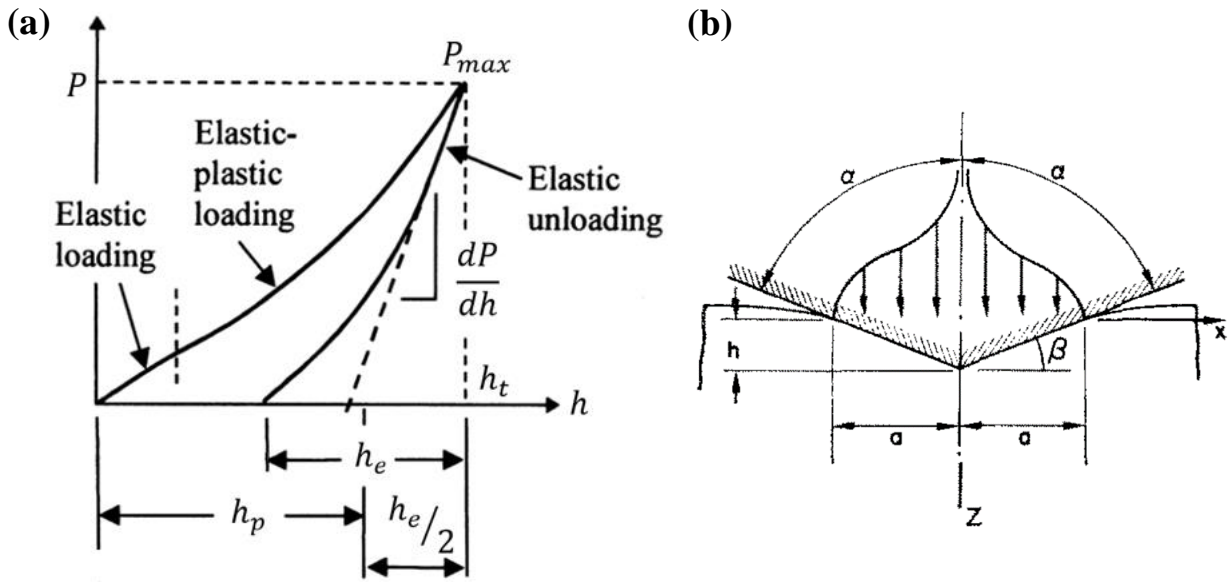 (a)
P
P_max
Elastic-
plastic
loading
Elastic
loading
Elastic
unloading
dP
dh
h_t
h
h_e
h_p
h_e/2
(b)
α
α
h
β
x
a
a
Z